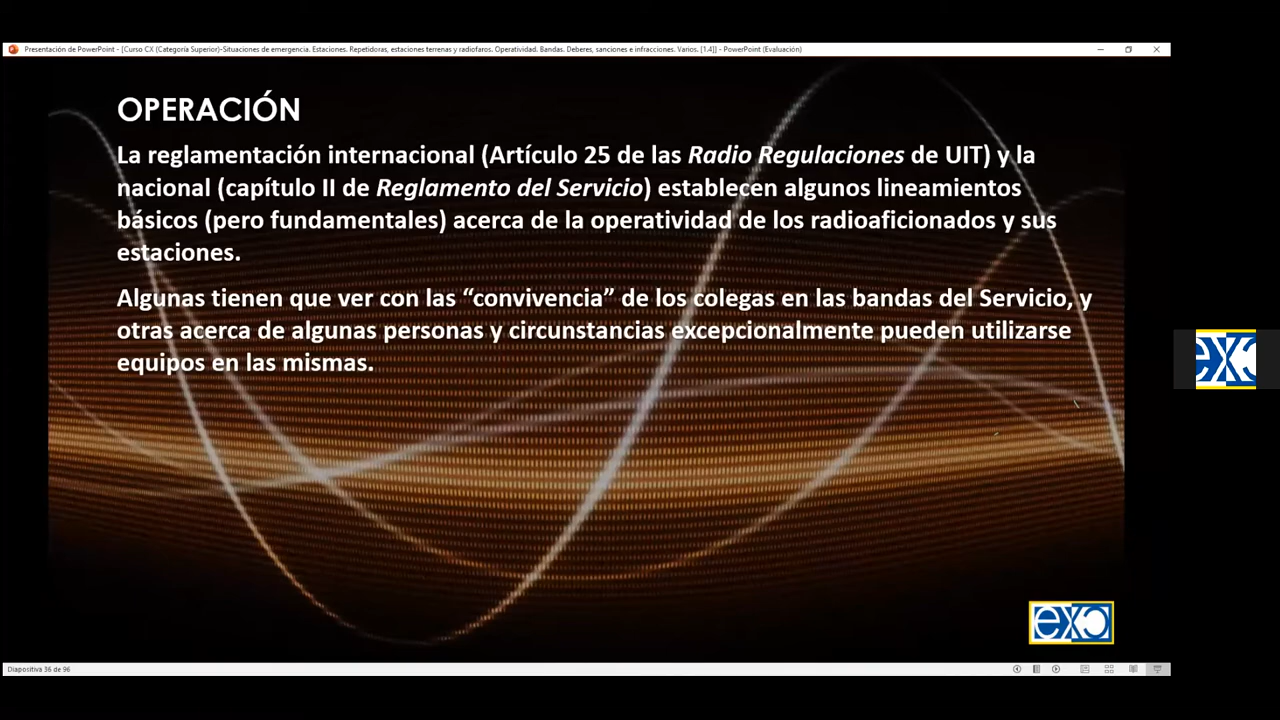 Presentación de PowerPoint - [Curso CX (Categoría Superior)-Situaciones de emergencia. Estaciones. Repetidoras, estaciones terrenas y radiofaros. Operatividad. Bandas. Deberes, sanciones e infracciones. Varios. [1.4]] - PowerPoint (Evaluación)
OPERACIÓN
La reglamentación internacional (Artículo 25 de las Radio Regulaciones de UIT) y la
nacional (capítulo II de Reglamento del Servicio) establecen algunos lineamientos
básicos (pero fundamentales) acerca de la operatividad de los radioaficionados y sus
estaciones.
Algunas tienen que ver con las “convivencia” de los colegas en las bandas del Servicio, y
otras acerca de algunas personas y circunstancias excepcionalmente pueden utilizarse
equipos en las mismas.
exc
exc
Diapositiva 36 de 96